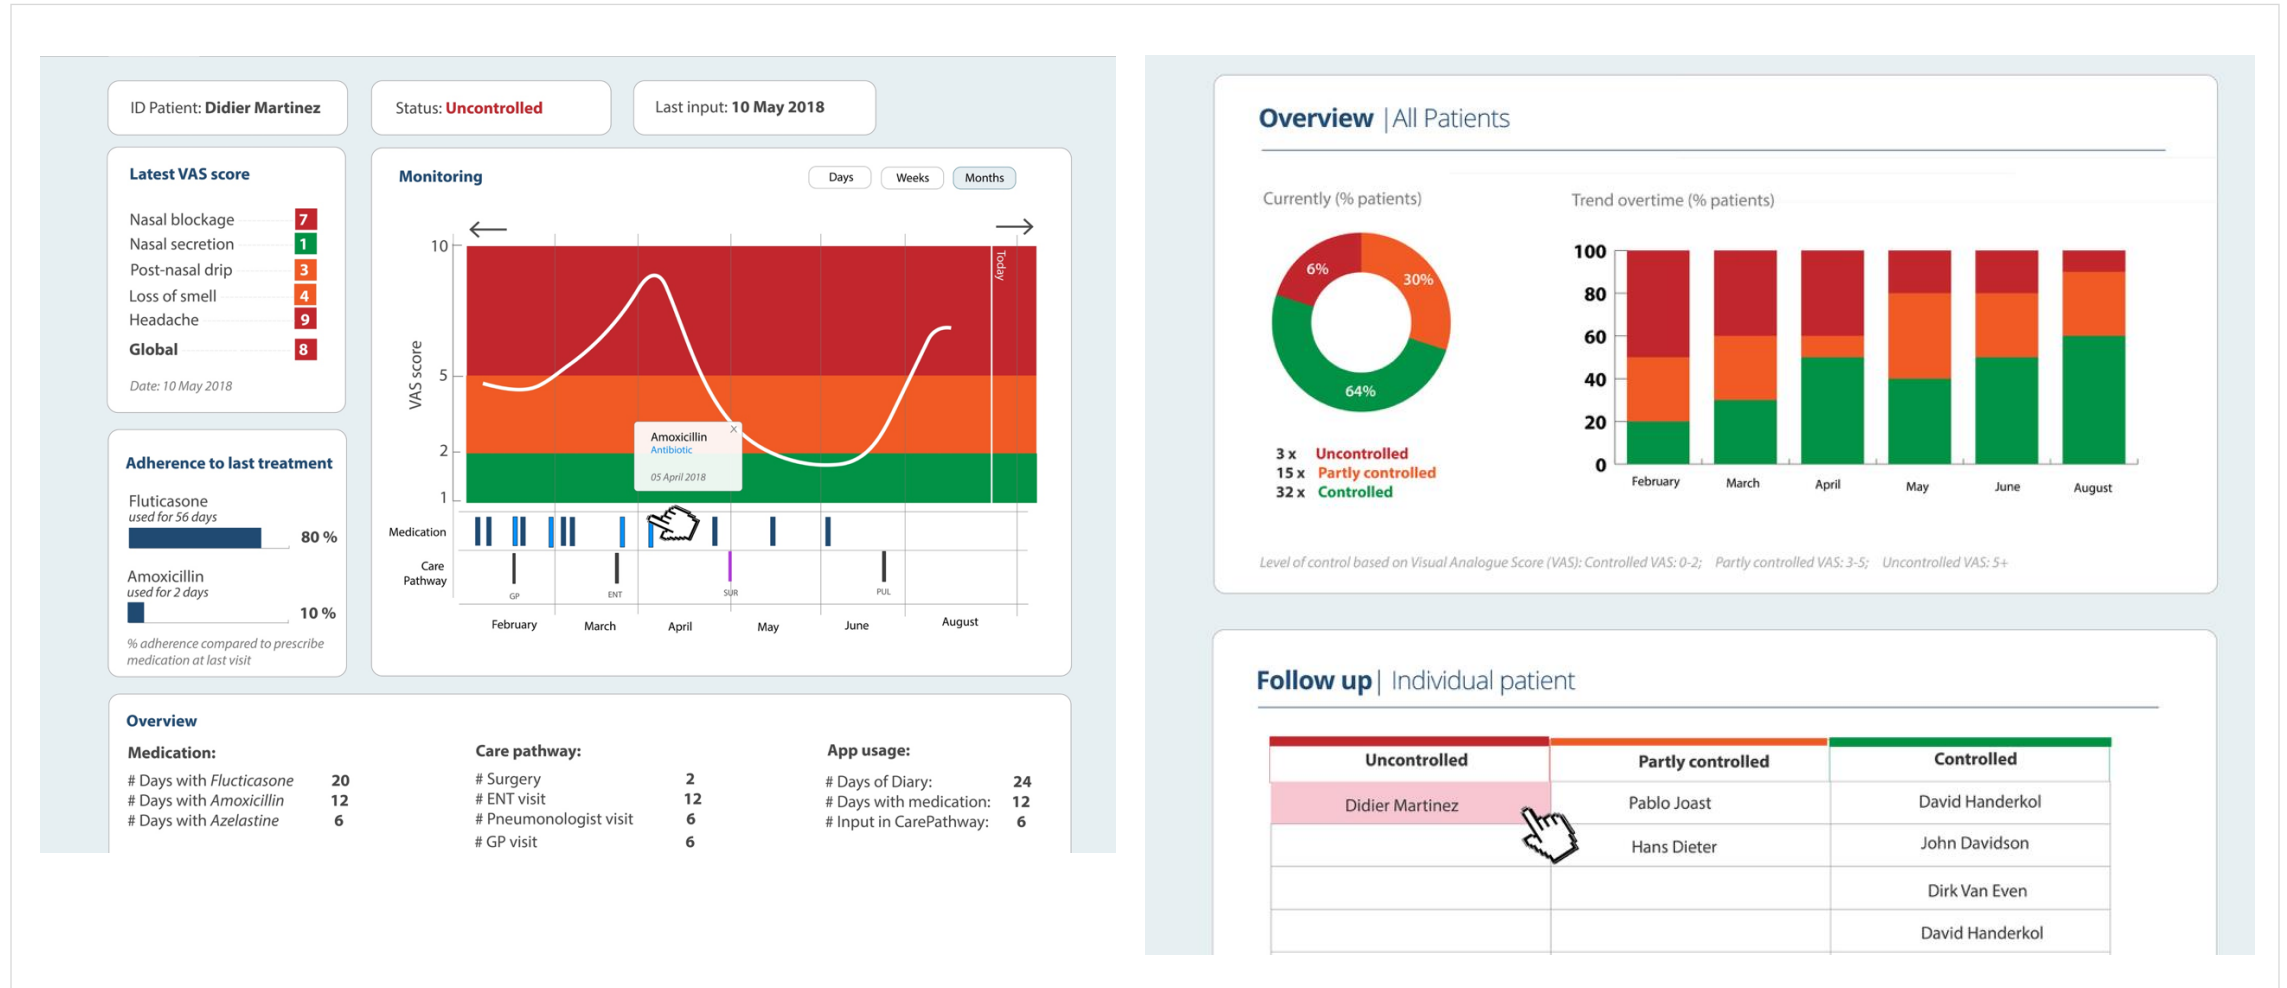 ID Patient: Didier Martinez
Status: Uncontrolled
Last input: 10 May 2018
Latest VAS score
Nasal blockage 7
Nasal secretion 1
Post-nasal drip 3
Loss of smell 4
Headache 9
Global 8
Date: 10 May 2018
Adherence to last treatment
Fluticasone
used for 56 days
80 %
Amoxicillin
used for 2 days
10 %
% adherence compared to prescribe
medication at last visit
Monitoring
Days Weeks Months
Today
VAS score
10
5
2
1
Amoxicillin X
Antibiotic
05 April 2018
Medication
Care
Pathway
GP ENT SUR PUL
February March April May June August
Overview
Medication:
# Days with Flucticasone 20
# Days with Amoxicillin 12
# Days with Azelastine 6
Care pathway:
# Surgery 2
# ENT visit 12
# Pneumonologist visit 6
# GP visit 6
App usage:
# Days of Diary: 24
# Days with medication: 12
# Input in CarePathway: 6
Overview | All Patients
Currently (% patients)
6%
30%
64%
3 x Uncontrolled
15 x Partly controlled
32 x Controlled
Trend overtime (% patients)
100
80
60
40
20
0
February March April May June August
Level of control based on Visual Analogue Score (VAS): Controlled VAS: 0-2; Partly controlled VAS: 3-5; Uncontrolled VAS: 5+
Follow up | Individual patient
Uncontrolled Partly controlled Controlled
Didier Martinez Pablo Joast David Handerkol
Hans Dieter John Davidson
Dirk Van Even
David Handerkol